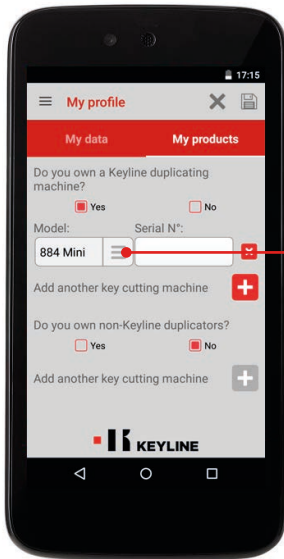 17:15
My profile
My data My products
Do you own a Keyline duplicating
machine?
Yes No
Model: Serial N°:
884 Mini
Add another key cutting machine
Do you own non-Keyline duplicators?
Yes No
Add another key cutting machine
KEYLINE